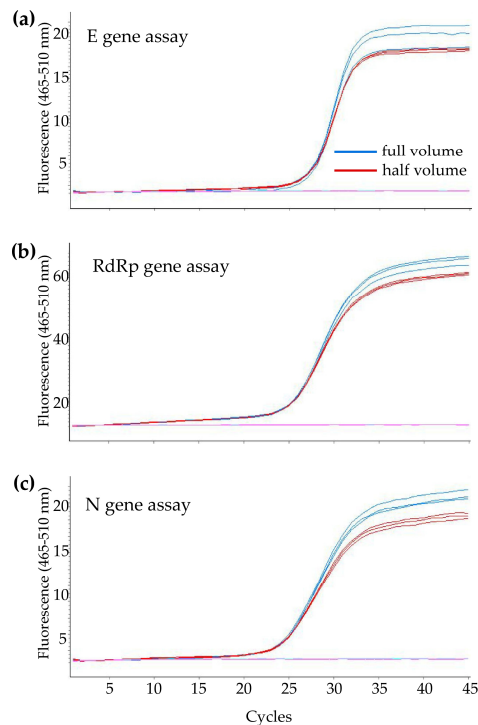 (a)
E gene assay
Fluorescence (465-510 nm)
20
15
10
5
full volume
half volume
(b)
RdRp gene assay
Fluorescence (465-510 nm)
60
40
20
(c)
N gene assay
Fluorescence (465-510 nm)
20
15
10
5
5 10 15 20 25 30 35 40 45
Cycles